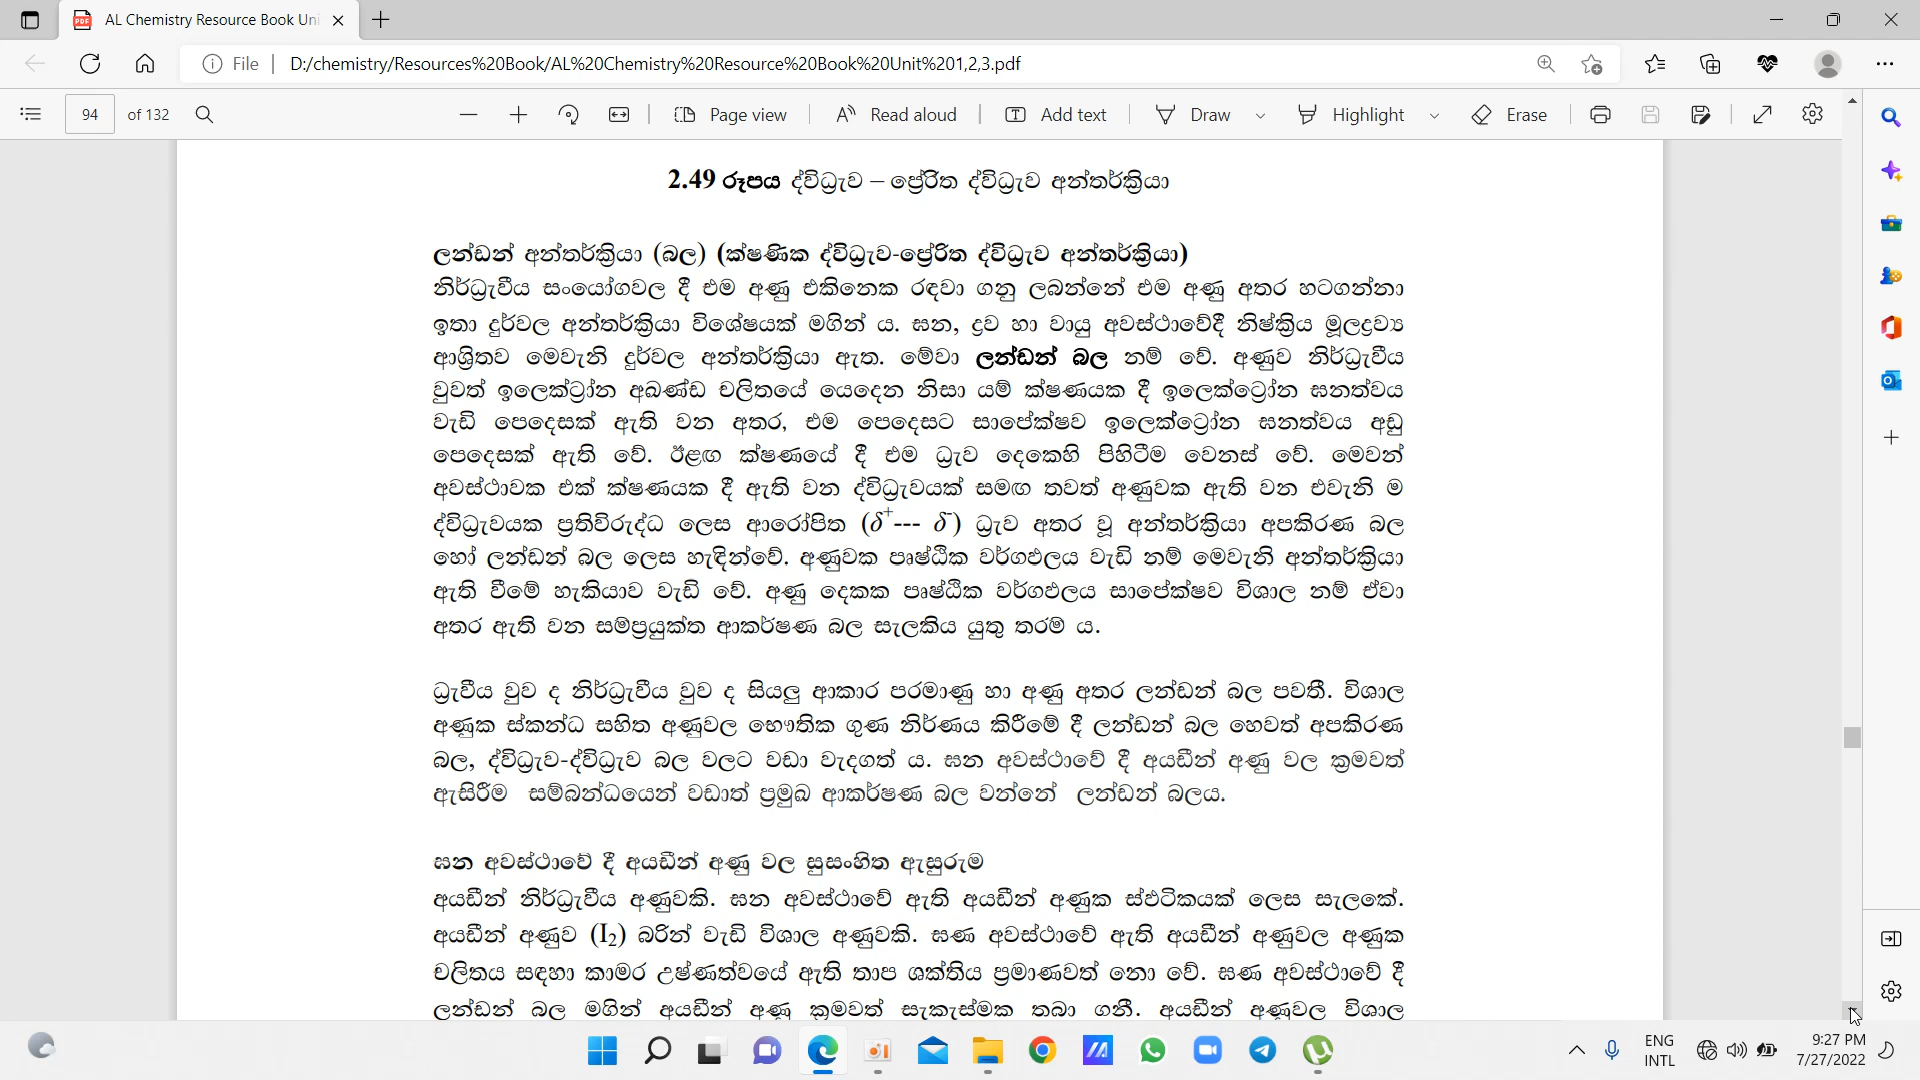 AL Chemistry Resource Book Uni
File
D:/chemistry/Resources%20Book/AL%20Chemistry%20Resource%20Book%20Unit%201,2,3.pdf
94 of 132 Page view Read aloud Add text Draw Highlight Erase
2.49 රූපය ද්විධ්‍රැව – ප්‍රේරිත ද්විධ්‍රැව අන්තර්ක්‍රියා
ලන්ඩන් අන්තර්ක්‍රියා (බල) (ක්ෂණික ද්විධ්‍රැව-ප්‍රේරිත ද්විධ්‍රැව අන්තර්ක්‍රියා)
නිර්ධ්‍රැවීය සංයෝගවල දී එම අණු එකිනෙක රඳවා ගනු ලබන්නේ එම අණු අතර හටගන්නා
ඉතා දුර්වල අන්තර්ක්‍රියා විශේෂයක් මගින් ය. ඝන, ද්‍රව හා වායු අවස්ථාවේදී නිෂ්ක්‍රිය මූලද්‍රව්‍ය
ආශ්‍රිතව මෙවැනි දුර්වල අන්තර්ක්‍රියා ඇත. මේවා ලන්ඩන් බල නම් වේ. අණුව නිර්ධ්‍රැවීය
වුවත් ඉලෙක්ට්‍රෝන අඛණ්ඩ චලිතයේ යෙදෙන නිසා යම් ක්ෂණයක දී ඉලෙක්ට්‍රෝන ඝනත්වය
වැඩි පෙදෙසක් ඇති වන අතර, එම පෙදෙසට සාපේක්ෂව ඉලෙක්ට්‍රෝන ඝනත්වය අඩු
පෙදෙසක් ඇති වේ. ඊළඟ ක්ෂණයේ දී එම ධ්‍රැව දෙකෙහි පිහිටීම වෙනස් වේ. මෙවන්
අවස්ථාවක එක් ක්ෂණයක දී ඇති වන ද්විධ්‍රැවයක් සමඟ තවත් අණුවක ඇති වන එවැනි ම
ද්විධ්‍රැවයක ප්‍රතිවිරුද්ධ ලෙස ආරෝපිත (δ⁺--- δ⁻) ධ්‍රැව අතර වූ අන්තර්ක්‍රියා අපකිරණ බල
හෝ ලන්ඩන් බල ලෙස හැඳින්වේ. අණුවක පෘෂ්ඨික වර්ගඵලය වැඩි නම් මෙවැනි අන්තර්ක්‍රියා
ඇති වීමේ හැකියාව වැඩි වේ. අණු දෙකක පෘෂ්ඨික වර්ගඵලය සාපේක්ෂව විශාල නම් ඒවා
අතර ඇති වන සම්ප්‍රයුක්ත ආකර්ෂණ බල සැලකිය යුතු තරම් ය.
ධ්‍රැවීය වුව ද නිර්ධ්‍රැවීය වුව ද සියලු ආකාර පරමාණු හා අණු අතර ලන්ඩන් බල පවතී. විශාල
අණුක ස්කන්ධ සහිත අණුවල භෞතික ගුණ නිර්ණය කිරීමේ දී ලන්ඩන් බල හෙවත් අපකිරණ
බල, ද්විධ්‍රැව-ද්විධ්‍රැව බල වලට වඩා වැදගත් ය. ඝන අවස්ථාවේ දී අයඩීන් අණු වල ක්‍රමවත්
ඇසිරීම සම්බන්ධයෙන් වඩාත් ප්‍රමුඛ ආකර්ෂණ බල වන්නේ ලන්ඩන් බලය.
ඝන අවස්ථාවේ දී අයඩීන් අණු වල සුසංහිත ඇසුරුම
අයඩීන් නිර්ධ්‍රැවීය අණුවකි. ඝන අවස්ථාවේ ඇති අයඩීන් අණුක ස්ඵටිකයක් ලෙස සැලකේ.
අයඩීන් අණුව (I₂) බරින් වැඩි විශාල අණුවකි. ඝණ අවස්ථාවේ ඇති අයඩීන් අණුවල අණුක
චලිතය සඳහා කාමර උෂ්ණත්වයේ ඇති තාප ශක්තිය ප්‍රමාණවත් නො වේ. ඝණ අවස්ථාවේ දී
ලන්ඩන් බල මගින් අයඩීන් අණු ක්‍රමවත් සැකැස්මක තබා ගනී. අයඩීන් අණුවල විශාල
ENG
INTL
9:27 PM
7/27/2022